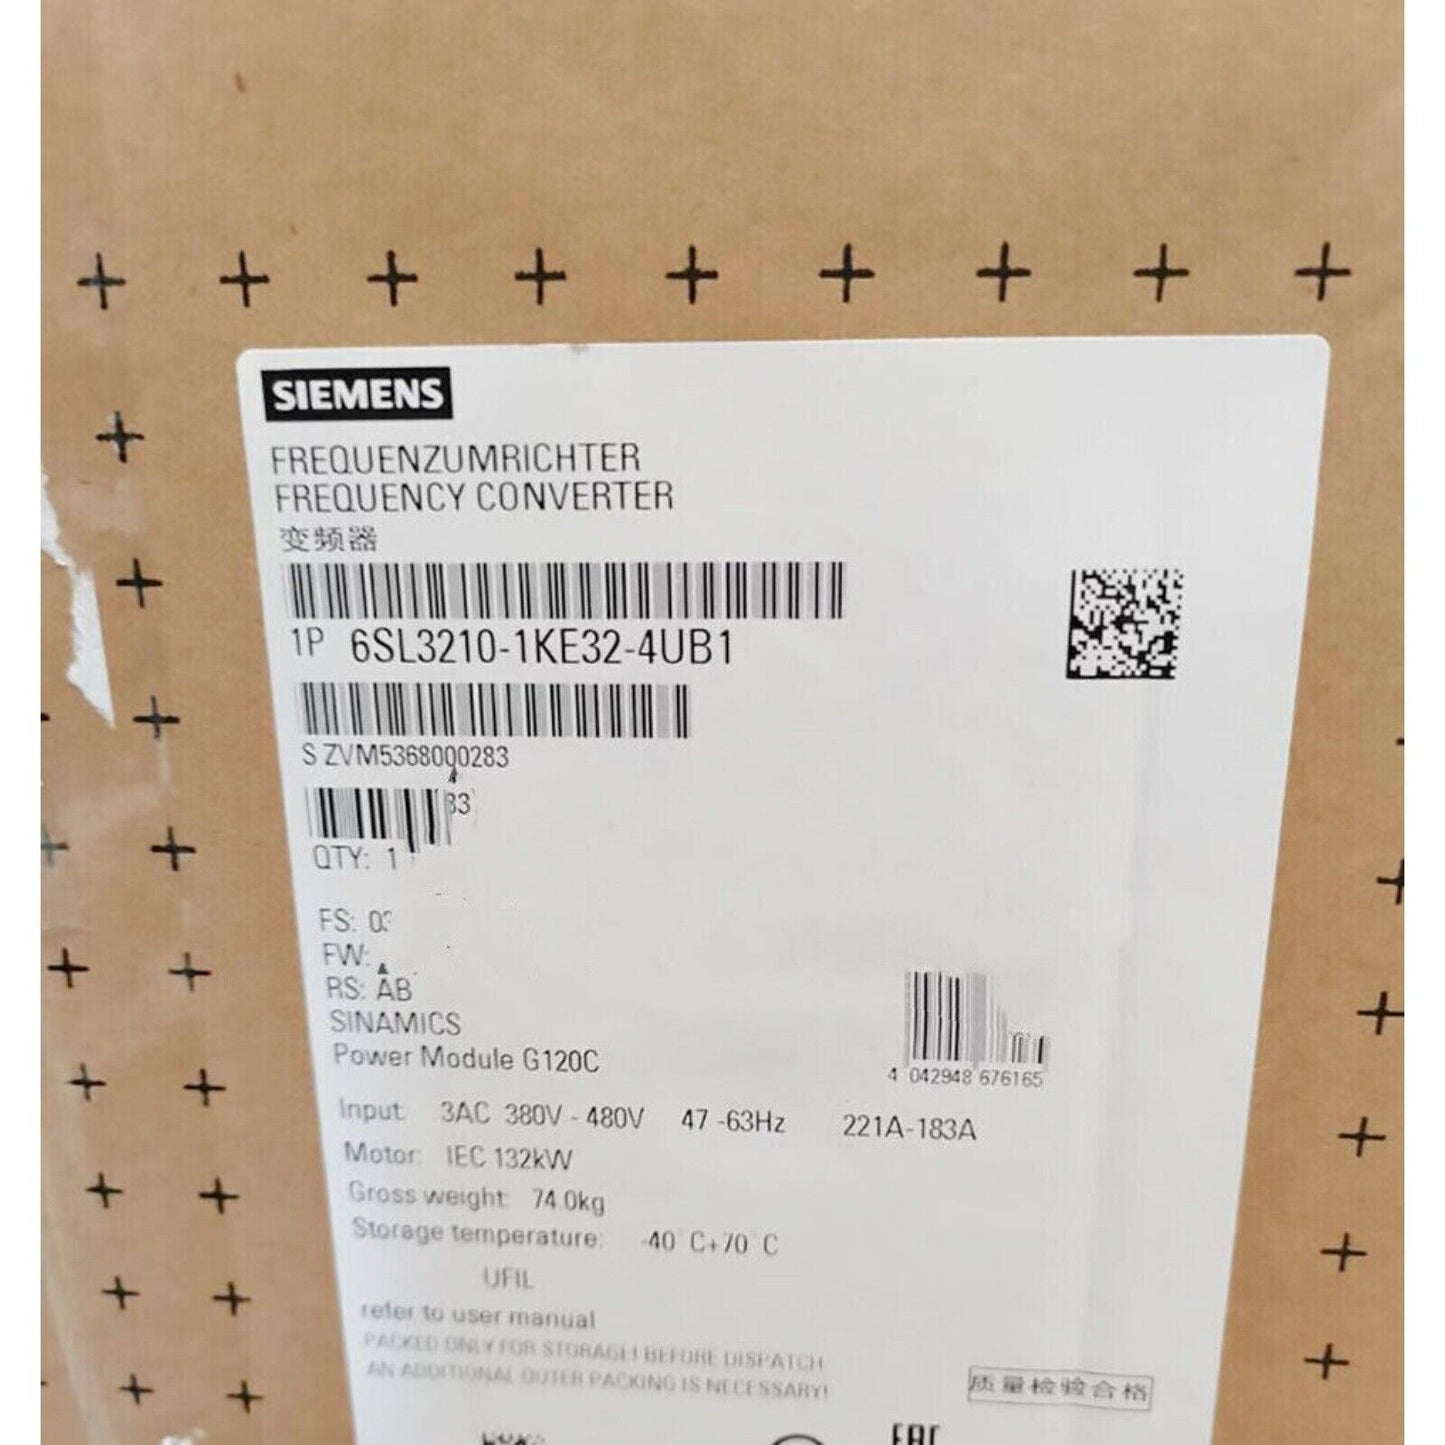 SIEMENS
FREQUENZUMRICHTER
FREQUENCY CONVERTER
变频器
1P 6SL3210-1KE32-4UB1
S ZVM5368000283
33
QTY: 1
FS: 03
FW:
RS: AB
SINAMICS
Power Module G120C
4 042948 676165
Input: 3AC 380V - 480V 47 -63Hz 221A-183A
Motor: IEC 132kW
Gross weight: 74.0kg
Storage temperature: -40°C+70°C
UFIL
refer to user manual
PACKED ONLY FOR STORAGE! BEFORE DISPATCH
AN ADDITIONAL OUTER PACKING IS NECESSARY!
质量检验合格
EAC